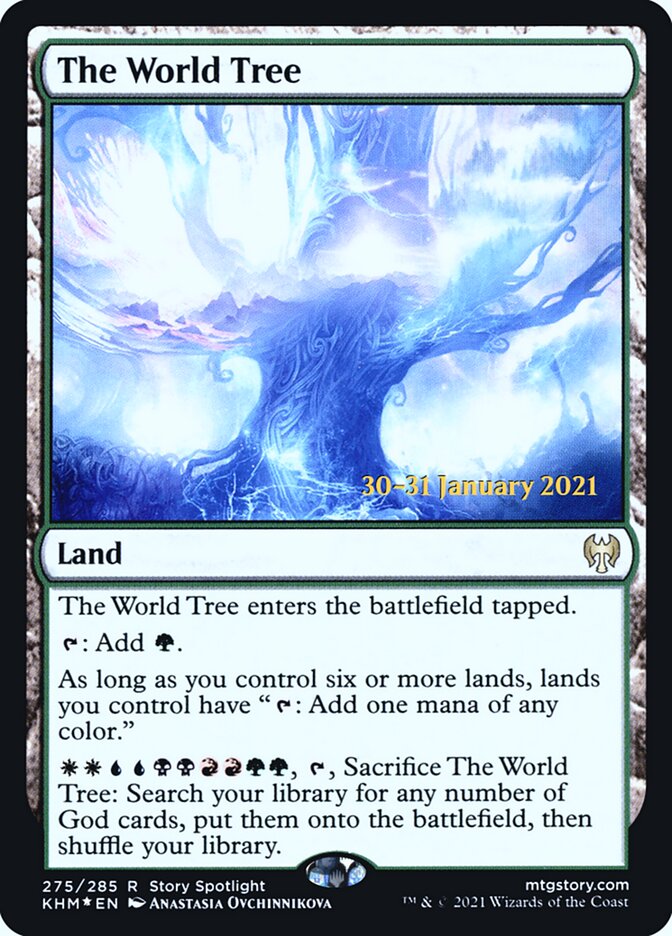 The World Tree
30–31 January 2021
Land
The World Tree enters the battlefield tapped.
: Add .
As long as you control six or more lands, lands
you control have “ : Add one mana of any
color.”
, , Sacrifice The World
Tree: Search your library for any number of
God cards, put them onto the battlefield, then
shuffle your library.
275/285 R Story Spotlight
mtgstory.com
KHM★EN Anastasia Ovchinnikova
™ & © 2021 Wizards of the Coast